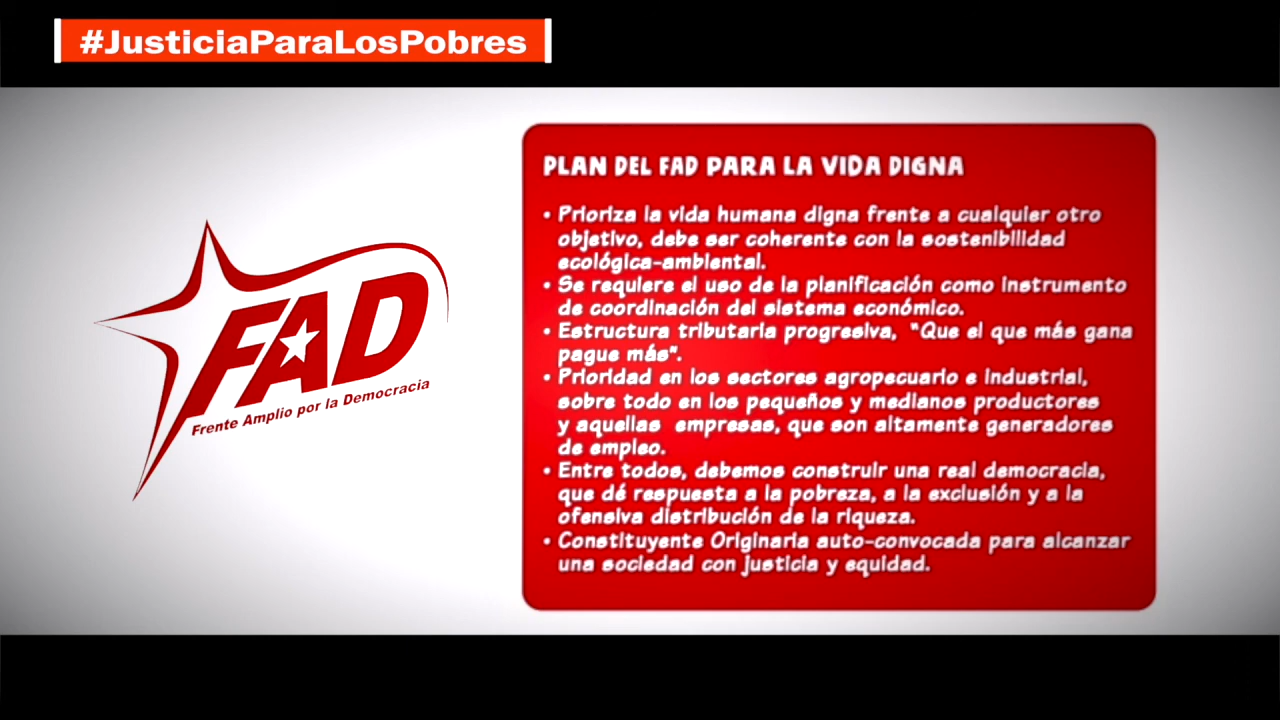 #JusticiaParaLosPobres
FAD
Frente Amplio por la Democracia
PLAN DEL FAD PARA LA VIDA DIGNA
• Prioriza la vida humana digna frente a cualquier otro
objetivo, debe ser coherente con la sostenibilidad
ecológica-ambiental.
• Se requiere el uso de la planificación como instrumento
de coordinación del sistema económico.
• Estructura tributaria progresiva, "Que el que más gana
pague más".
• Prioridad en los sectores agropecuario e industrial,
sobre todo en los pequeños y medianos productores
y aquellas empresas, que son altamente generadores
de empleo.
• Entre todos, debemos construir una real democracia,
que dé respuesta a la pobreza, a la exclusión y a la
ofensiva distribución de la riqueza.
• Constituyente Originaria auto-convocada para alcanzar
una sociedad con justicia y equidad.